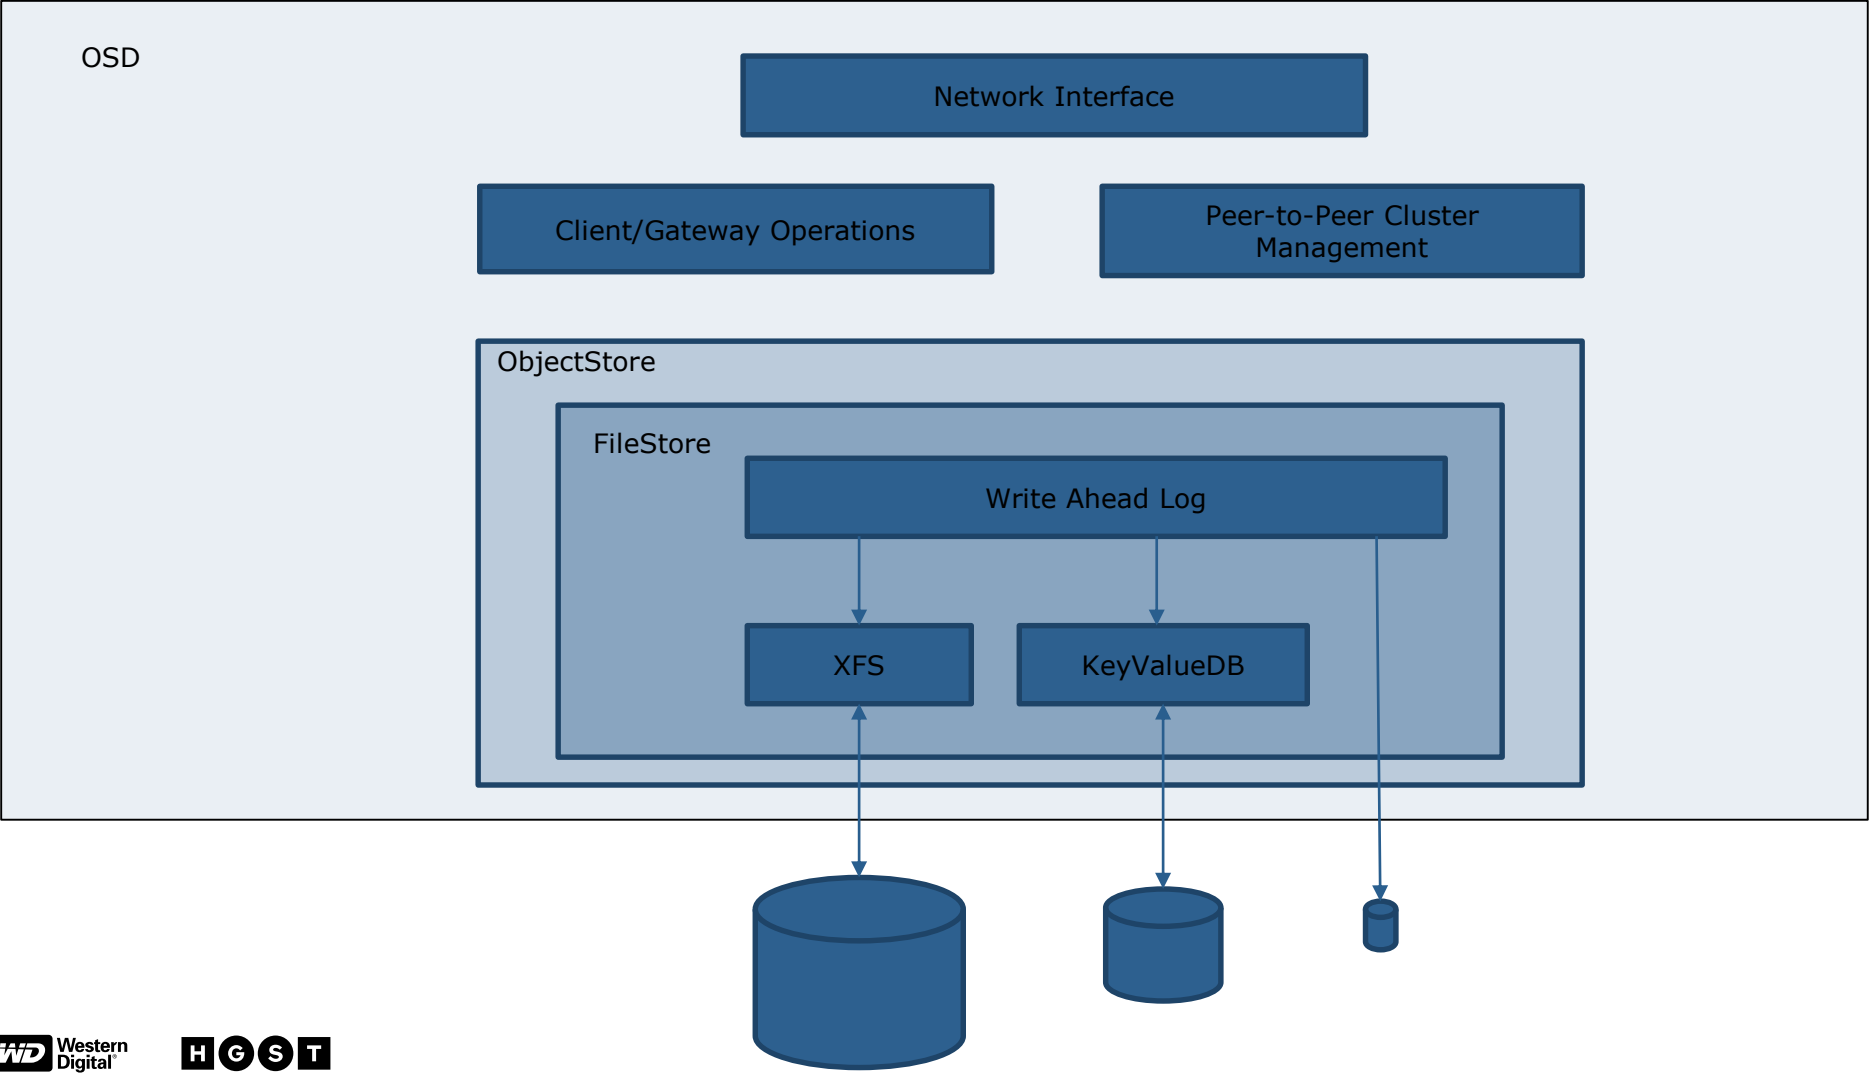 OSD
Network Interface
Client/Gateway Operations
Peer-to-Peer Cluster
Management
ObjectStore
FileStore
Write Ahead Log
XFS
KeyValueDB
WD Western
Digital®
HGST